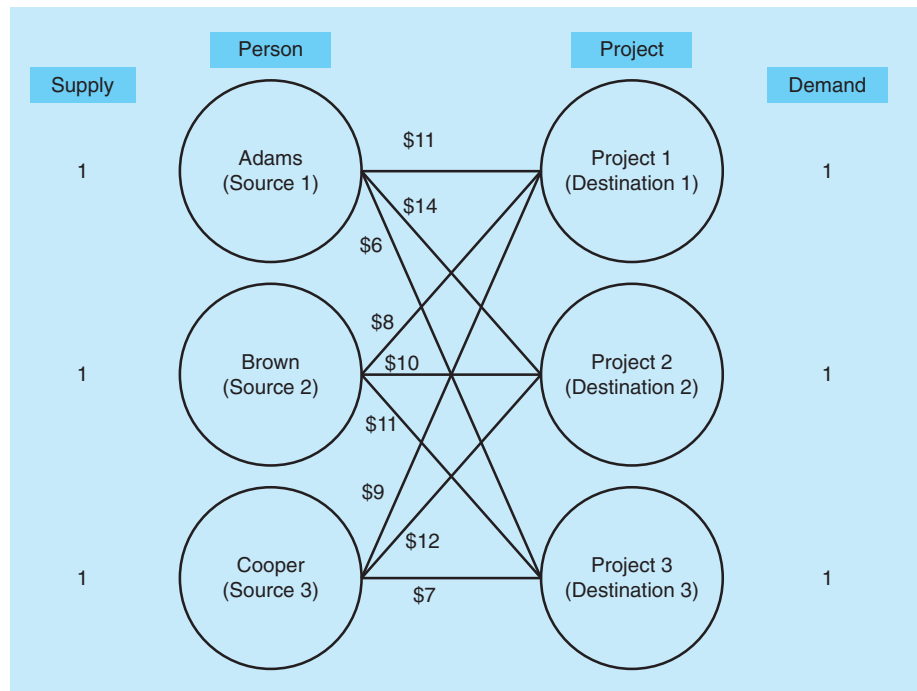 Person
Project
Supply
Demand
$11
Adams
(Source 1)
Project 1
(Destination 1)
1
1
$14
$6
$8
Brown
(Source 2)
$10
Project 2
(Destination 2)
1
1
$11
$9
$12
Cooper
(Source 3)
Project 3
(Destination 3)
1
1
$7